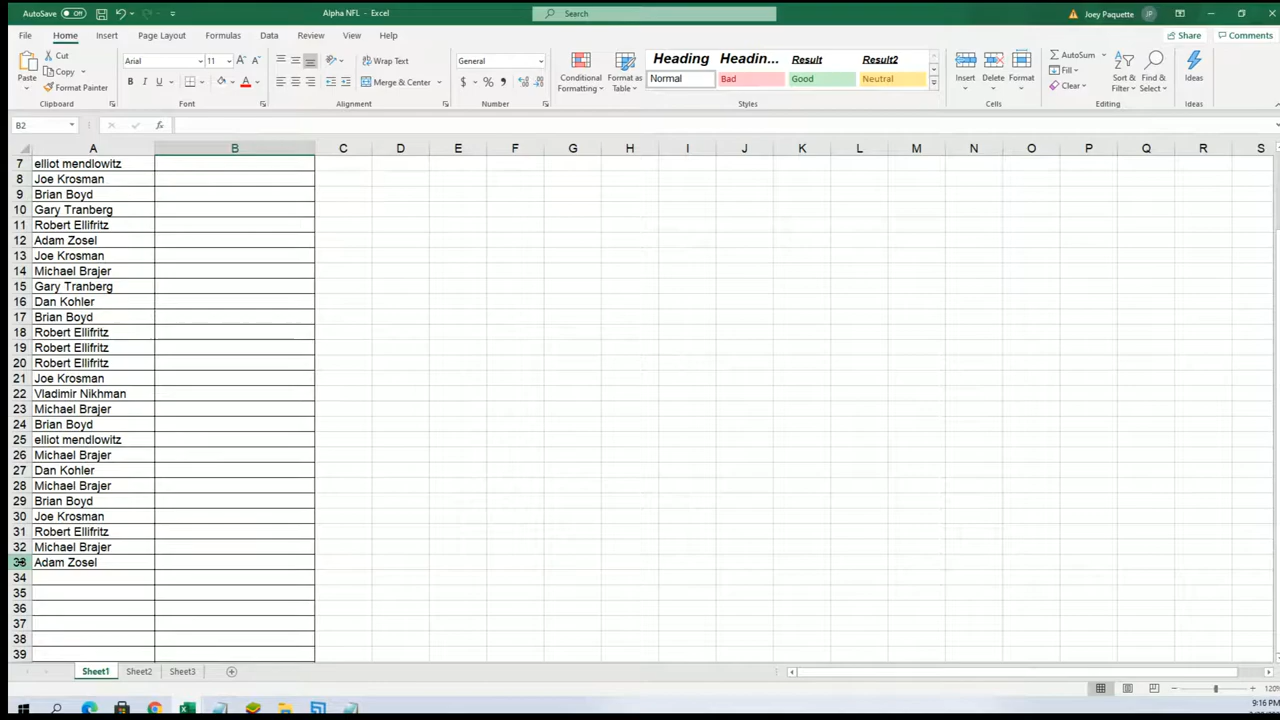 AutoSave Off Alpha NFL - Excel Search Joey Paquette JP
File Home Insert Page Layout Formulas Data Review View Help Share Comments
Paste Cut Copy Format Painter Clipboard
Arial 11 A A B I U A Font
Wrap Text Merge & Center Alignment
General $ % Number
Conditional Formatting Format as Table Heading Headin... Result Result2 Normal Bad Good Neutral Styles
Insert Delete Format Cells
AutoSum Fill Clear Sort & Filter Find & Select Editing
Ideas Ideas
B2 fx
A B C D E F G H I J K L M N O P Q R S
7 elliot mendlowitz
8 Joe Krosman
9 Brian Boyd
10 Gary Tranberg
11 Robert Ellifritz
12 Adam Zosel
13 Joe Krosman
14 Michael Brajer
15 Gary Tranberg
16 Dan Kohler
17 Brian Boyd
18 Robert Ellifritz
19 Robert Ellifritz
20 Robert Ellifritz
21 Joe Krosman
22 Vladimir Nikhman
23 Michael Brajer
24 Brian Boyd
25 elliot mendlowitz
26 Michael Brajer
27 Dan Kohler
28 Michael Brajer
29 Brian Boyd
30 Joe Krosman
31 Robert Ellifritz
32 Michael Brajer
33 Adam Zosel
34
35
36
37
38
39
Sheet1 Sheet2 Sheet3
120%
9:16 PM